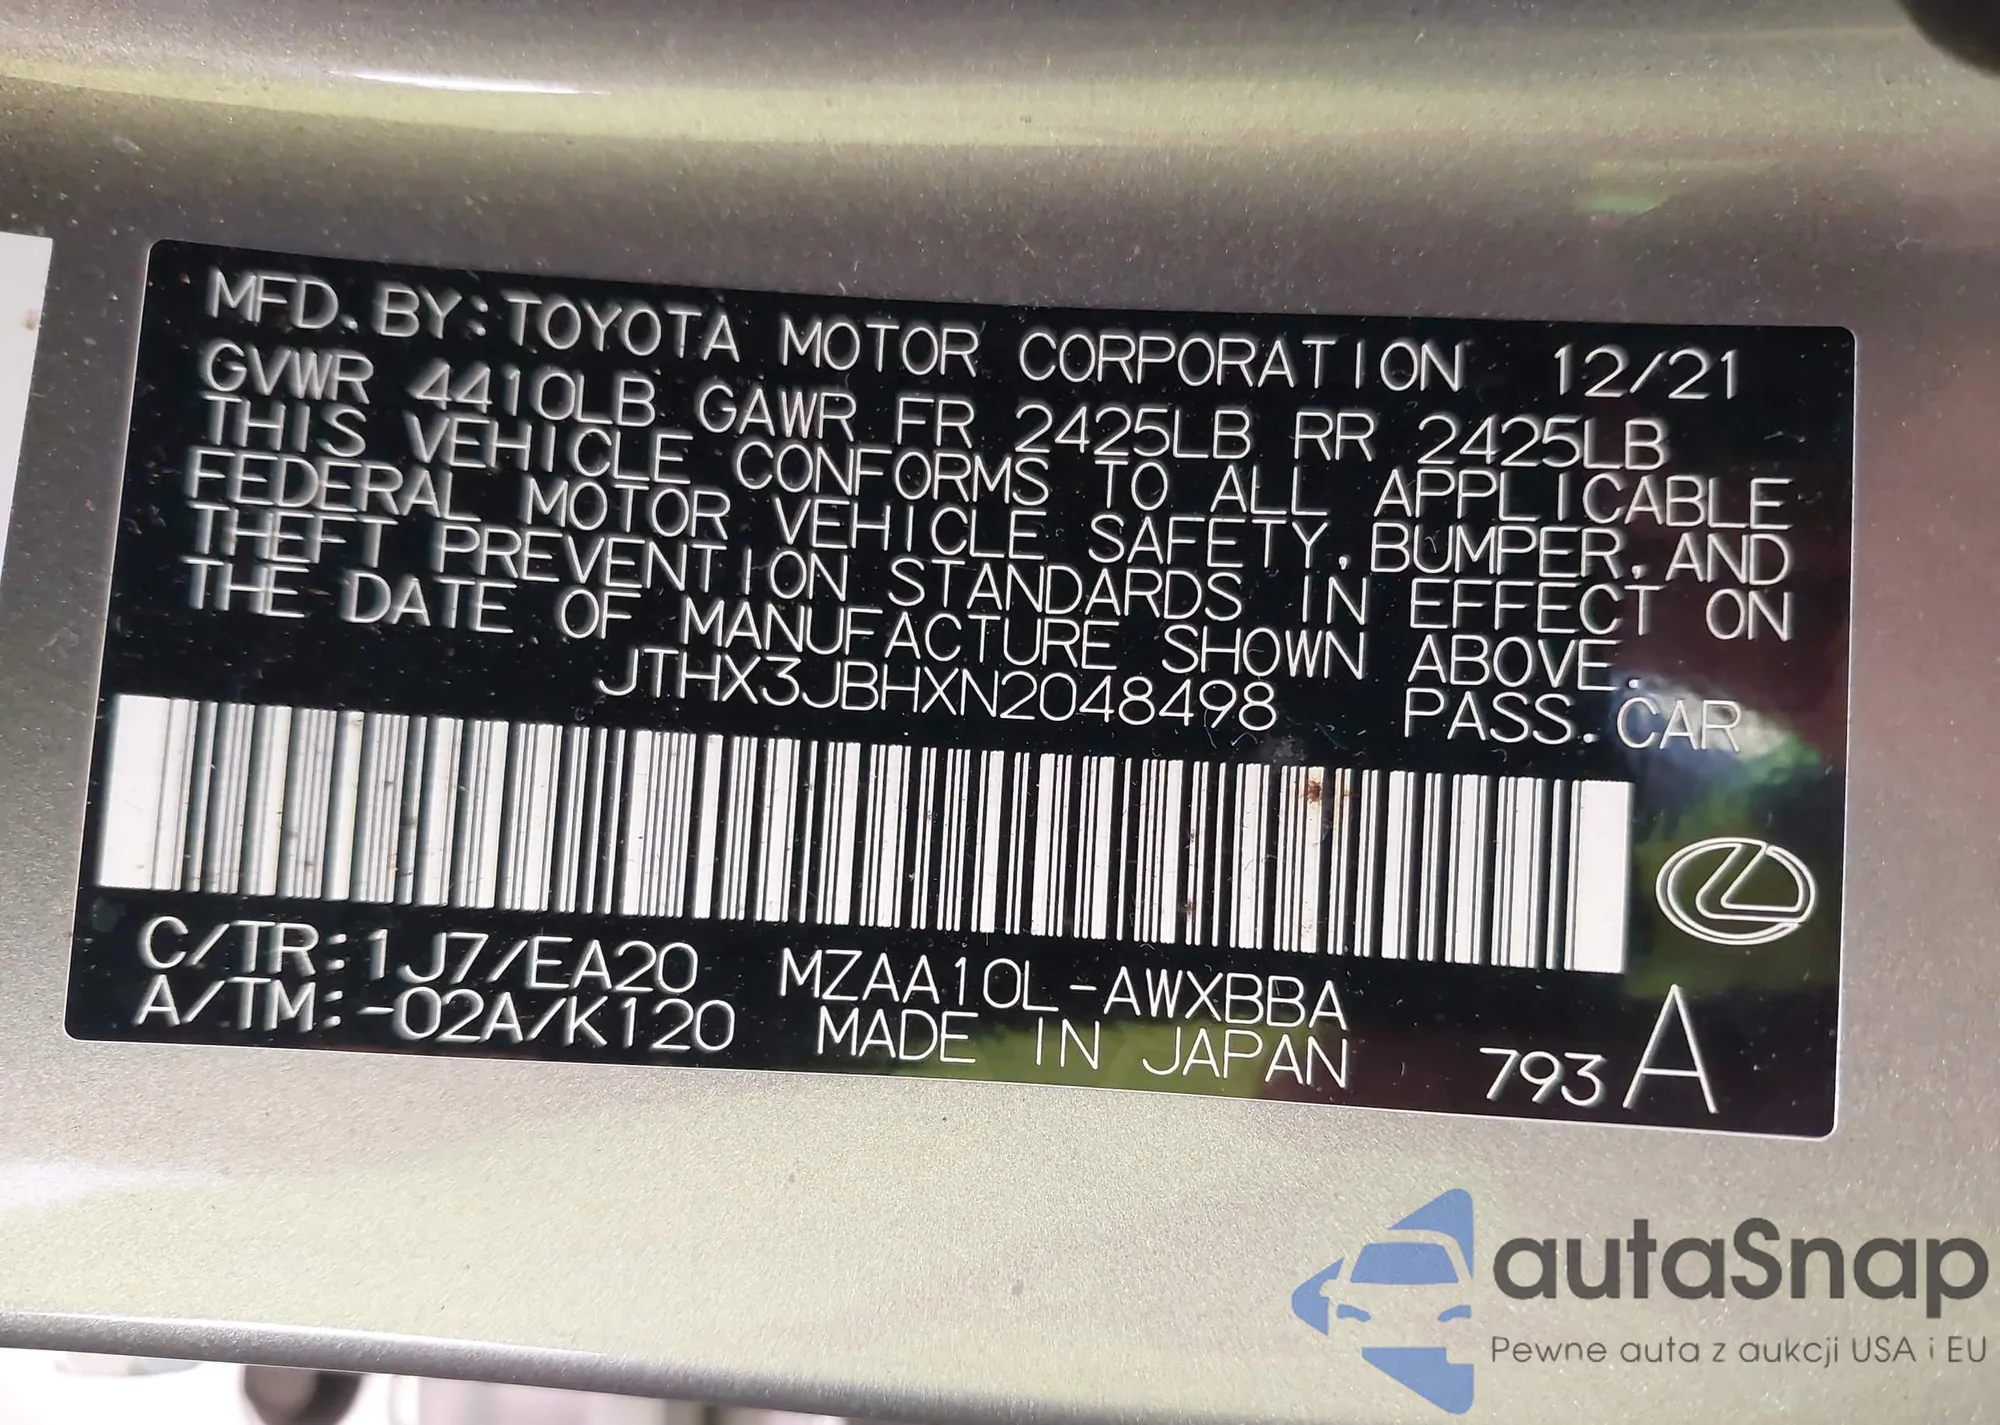 MFD. BY: TOYOTA MOTOR CORPORATION 12/21
GVWR 4410LB GAWR FR 2425LB RR 2425LB
THIS VEHICLE CONFORMS TO ALL APPLICABLE
FEDERAL MOTOR VEHICLE SAFETY, BUMPER, AND
THEFT PREVENTION STANDARDS IN EFFECT ON
THE DATE OF MANUFACTURE SHOWN ABOVE.
JTHX3JBHXN2048498 PASS. CAR
C/TR: 1J7/EA20 MZAA10L-AWXBBA
A/TM: -02A/K120 MADE IN JAPAN 793 A
autaSnap
Pewne auta z aukcji USA i EU